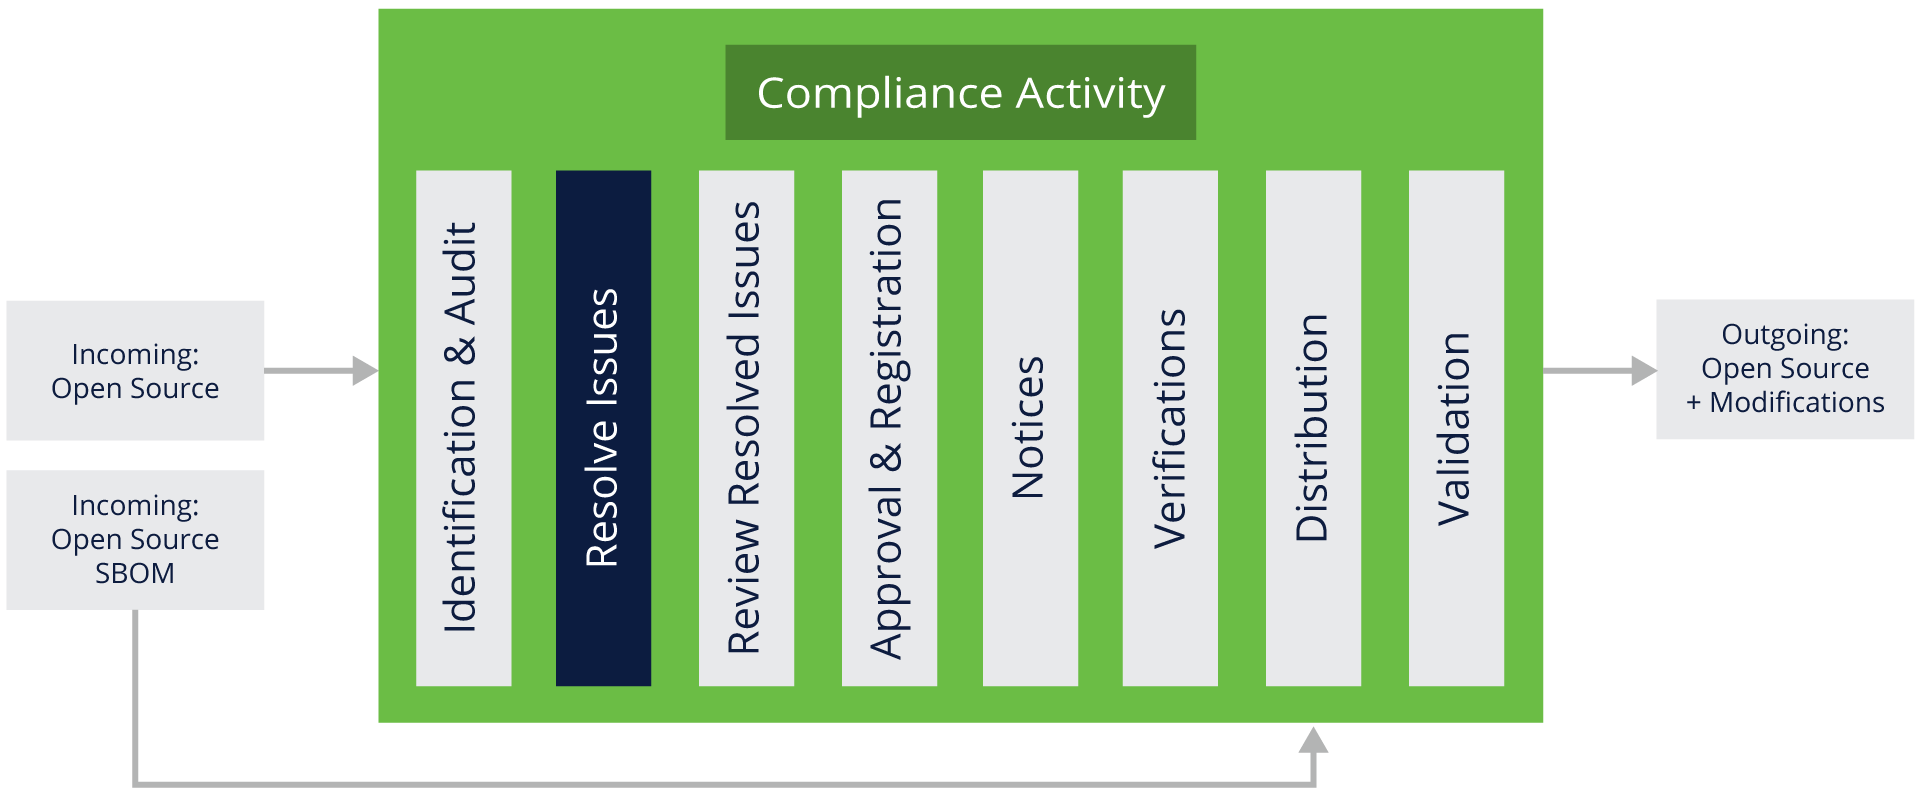 Compliance Activity
Incoming:
Open Source
Incoming:
Open Source
SBOM
Identification & Audit
Resolve Issues
Review Resolved Issues
Approval & Registration
Notices
Verifications
Distribution
Validation
Outgoing:
Open Source
+ Modifications